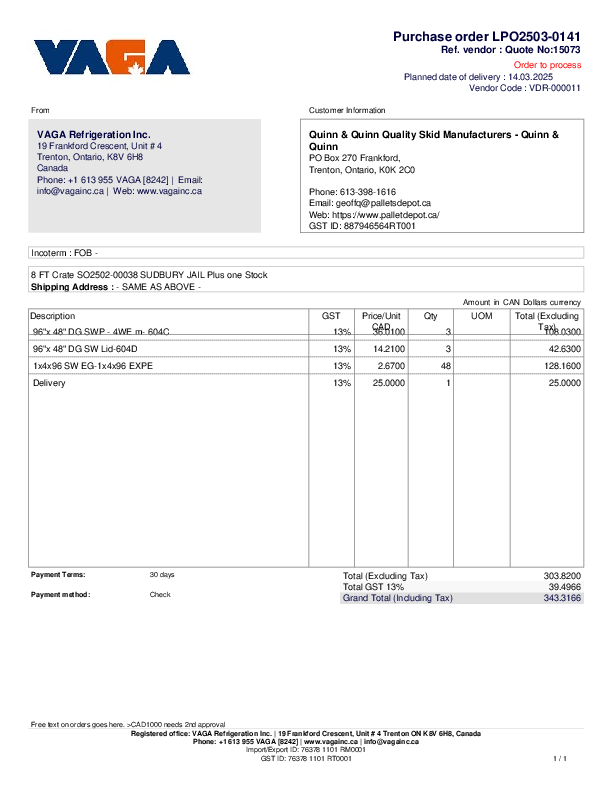 VAGA
Purchase order LPO2503-0141
Ref. vendor : Quote No:15073
Order to process
Planned date of delivery : 14.03.2025
Vendor Code : VDR-000011
From
Customer Information
VAGA Refrigeration Inc.
19 Frankford Crescent, Unit # 4
Trenton, Ontario, K8V 6H8
Canada
Phone: +1 613 955 VAGA [8242] | Email:
info@vagainc.ca | Web: www.vagainc.ca
Quinn & Quinn Quality Skid Manufacturers - Quinn &
Quinn
PO Box 270 Frankford,
Trenton, Ontario, K0K 2C0
Phone: 613-398-1616
Email: geoffq@palletsdepot.ca
Web: https://www.palletdepot.ca/
GST ID: 887946564RT001
Incoterm : FOB -
8 FT Crate SO2502-00038 SUDBURY JAIL Plus one Stock
Shipping Address : - SAME AS ABOVE -
Amount in CAN Dollars currency
Description GST Price/Unit CAD Qty UOM Total (Excluding Tax)
96"x 48" DG SWP - 4WE m- 604C 13% 36.0100 3 108.0300
96"x 48" DG SW Lid-604D 13% 14.2100 3 42.6300
1x4x96 SW EG-1x4x96 EXPE 13% 2.6700 48 128.1600
Delivery 13% 25.0000 1 25.0000
Payment Terms: 30 days
Payment method: Check
Total (Excluding Tax) 303.8200
Total GST 13% 39.4966
Grand Total (Including Tax) 343.3166
Free text on orders goes here. >CAD1000 needs 2nd approval
Registered office: VAGA Refrigeration Inc. | 19 Frankford Crescent, Unit # 4 Trenton ON K8V 6H8, Canada
Phone: +1 613 955 VAGA [8242] | www.vagainc.ca | info@vagainc.ca
Import/Export ID: 76378 1101 RM0001
GST ID: 76378 1101 RT0001
1 / 1